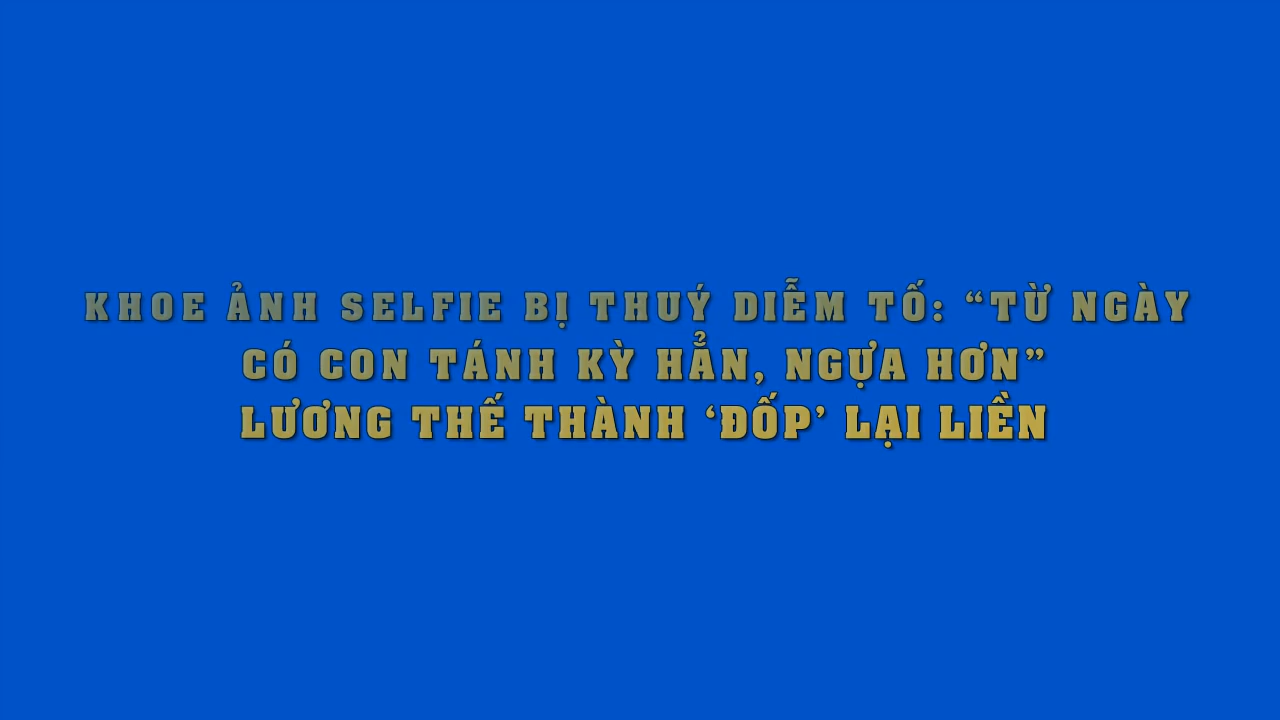 KHOE ẢNH SELFIE BỊ THUÝ DIỄM TỐ: “TỪ NGÀY
CÓ CON TÁNH KỲ HẲN, NGỰA HƠN”
LƯƠNG THẾ THÀNH ‘ĐỐP’ LẠI LIỀN